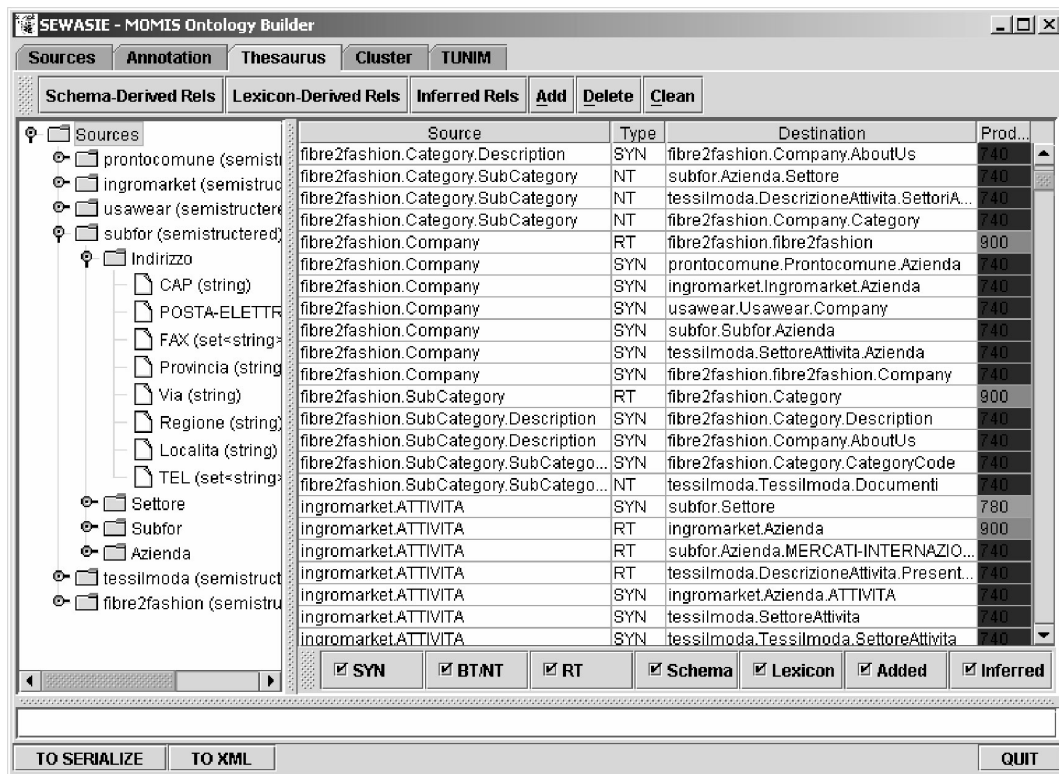 SEWASIE - MOMIS Ontology Builder
Sources Annotation Thesaurus Cluster TUNIM
Schema-Derived Rels Lexicon-Derived Rels Inferred Rels Add Delete Clean
Sources
prontocomune (semistr
ingromarket (semistruc
usawear (semistructere
subfor (semistructered)
Indirizzo
CAP (string)
POSTA-ELETTR
FAX (set<string>
Provincia (string
Via (string)
Regione (string)
Localita (string)
TEL (set<string>
Settore
Subfor
Azienda
tessilmoda (semistruct
fibre2fashion (semistru
Source Type Destination Prod...
fibre2fashion.Category.Description SYN fibre2fashion.Company.AboutUs 740
fibre2fashion.Category.SubCategory NT subfor.Azienda.Settore 740
fibre2fashion.Category.SubCategory NT tessilmoda.DescrizioneAttivita.SettoriA... 740
fibre2fashion.Category.SubCategory NT fibre2fashion.Company.Category 740
fibre2fashion.Company RT fibre2fashion.fibre2fashion 900
fibre2fashion.Company SYN prontocomune.Prontocomune.Azienda 740
fibre2fashion.Company SYN ingromarket.Ingromarket.Azienda 740
fibre2fashion.Company SYN usawear.Usawear.Company 740
fibre2fashion.Company SYN subfor.Subfor.Azienda 740
fibre2fashion.Company SYN tessilmoda.SettoreAttivita.Azienda 740
fibre2fashion.Company SYN fibre2fashion.fibre2fashion.Company 740
fibre2fashion.SubCategory RT fibre2fashion.Category 900
fibre2fashion.SubCategory.Description SYN fibre2fashion.Category.Description 740
fibre2fashion.SubCategory.Description SYN fibre2fashion.Company.AboutUs 740
fibre2fashion.SubCategory.SubCatego... SYN fibre2fashion.Category.CategoryCode 740
fibre2fashion.SubCategory.SubCatego... NT tessilmoda.Tessilmoda.Documenti 740
ingromarket.ATTIVITA SYN subfor.Settore 780
ingromarket.ATTIVITA RT ingromarket.Azienda 900
ingromarket.ATTIVITA RT subfor.Azienda.MERCATI-INTERNAZIO... 740
ingromarket.ATTIVITA RT tessilmoda.DescrizioneAttivita.Present... 740
ingromarket.ATTIVITA SYN ingromarket.Azienda.ATTIVITA 740
ingromarket.ATTIVITA SYN tessilmoda.SettoreAttivita 740
ingromarket.ATTIVITA SYN tessilmoda.Tessilmoda.SettoreAttivita 740
SYN BT/NT RT Schema Lexicon Added Inferred
TO SERIALIZE TO XML QUIT